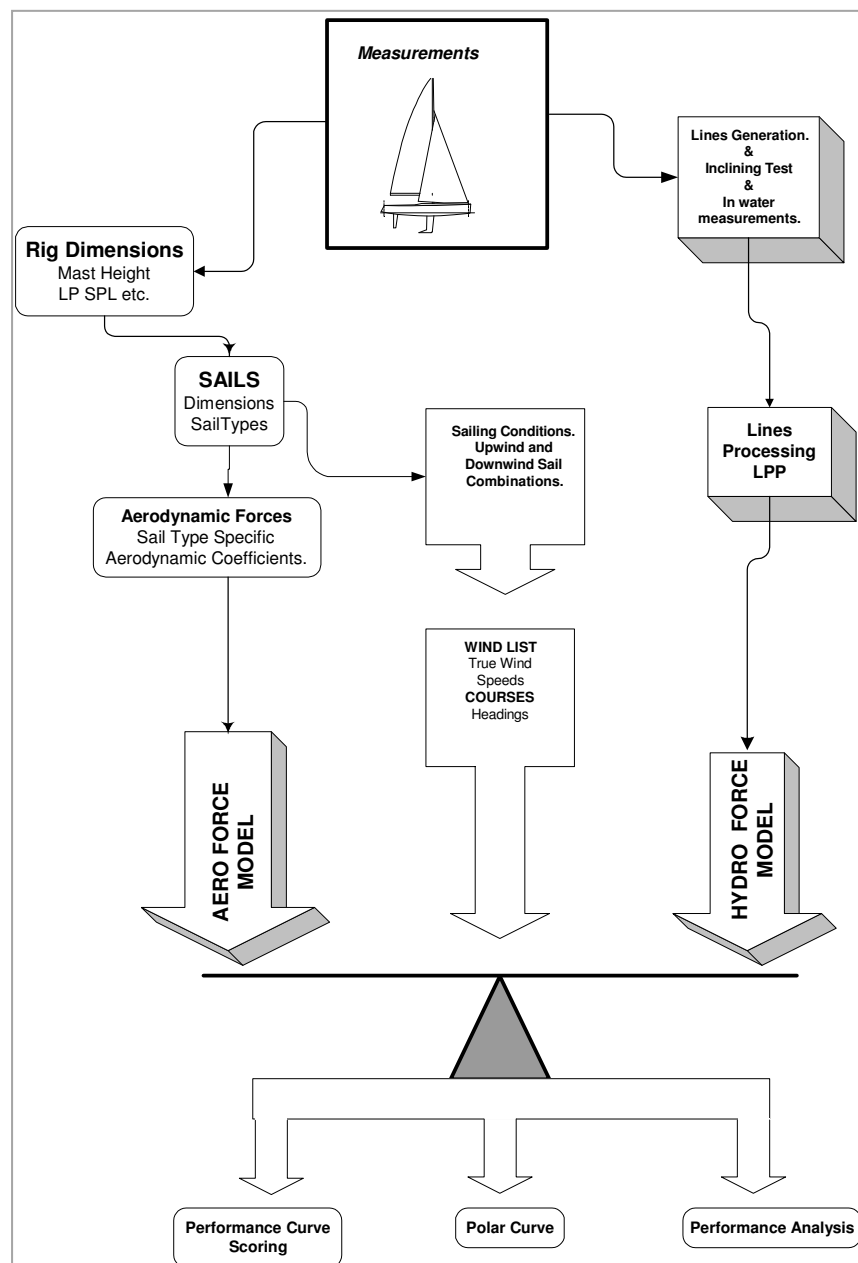 Measurements
Lines Generation.
&
Inclining Test
&
In water
measurements.
Rig Dimensions
Mast Height
LP SPL etc.
SAILS
Dimensions
SailTypes
Sailing Conditions.
Upwind and
Downwind Sail
Combinations.
Lines
Processing
LPP
Aerodynamic Forces
Sail Type Specific
Aerodynamic Coefficients.
WIND LIST
True Wind
Speeds
COURSES
Headings
AERO FORCE
MODEL
HYDRO FORCE
MODEL
Performance Curve
Scoring
Polar Curve
Performance Analysis